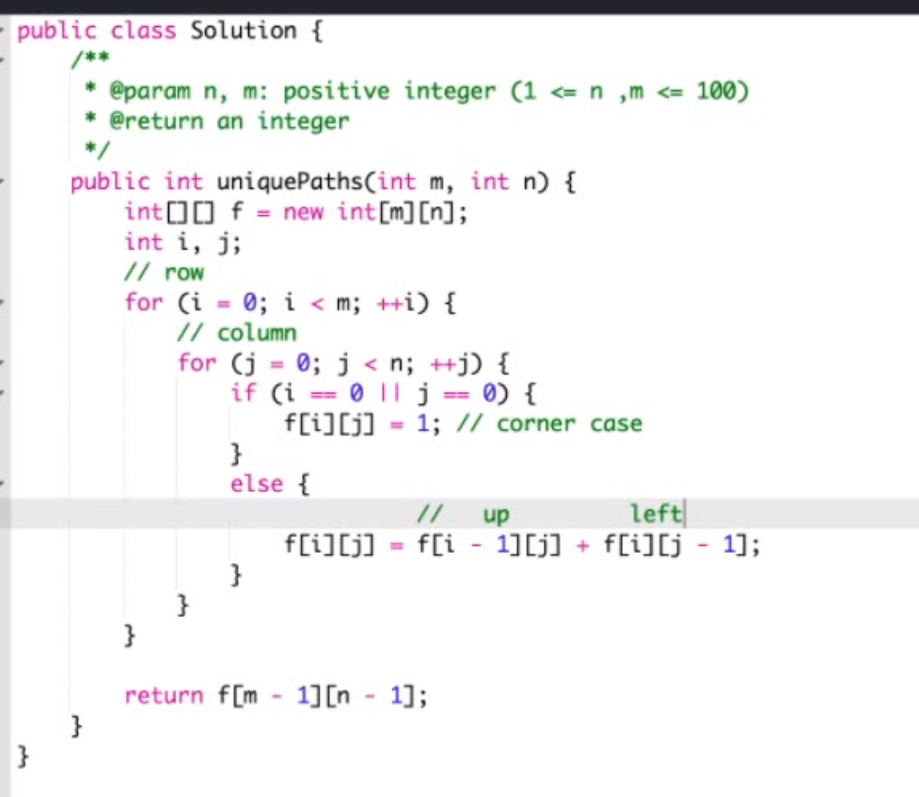 public class Solution {
    /**
     * @param n, m: positive integer (1 <= n ,m <= 100)
     * @return an integer
     */
    public int uniquePaths(int m, int n) {
        int[][] f = new int[m][n];
        int i, j;
        // row
        for (i = 0; i < m; ++i) {
            // column
            for (j = 0; j < n; ++j) {
                if (i == 0 || j == 0) {
                    f[i][j] = 1; // corner case
                }
                else {
                              //   up         left
                    f[i][j] = f[i - 1][j] + f[i][j - 1];
                }
            }
        }

        return f[m - 1][n - 1];
    }
}